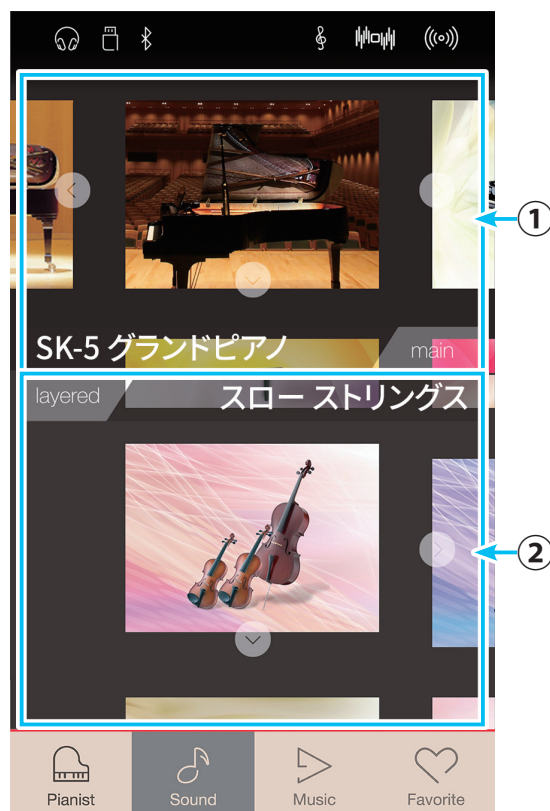 ①
SK-5 グランドピアノ
main
layered
スロー ストリングス
②
Pianist
Sound
Music
Favorite